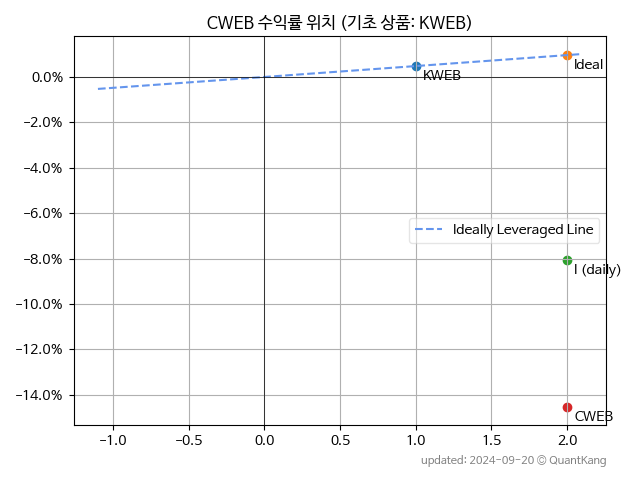 CWEB 수익률 위치 (기초 상품: KWEB)
0.0%
−2.0%
−4.0%
−6.0%
−8.0%
−10.0%
−12.0%
−14.0%
Ideal
KWEB
Ideally Leveraged Line
I (daily)
CWEB
−1.0 −0.5 0.0 0.5 1.0 1.5 2.0
updated: 2024-09-20 © QuantKang